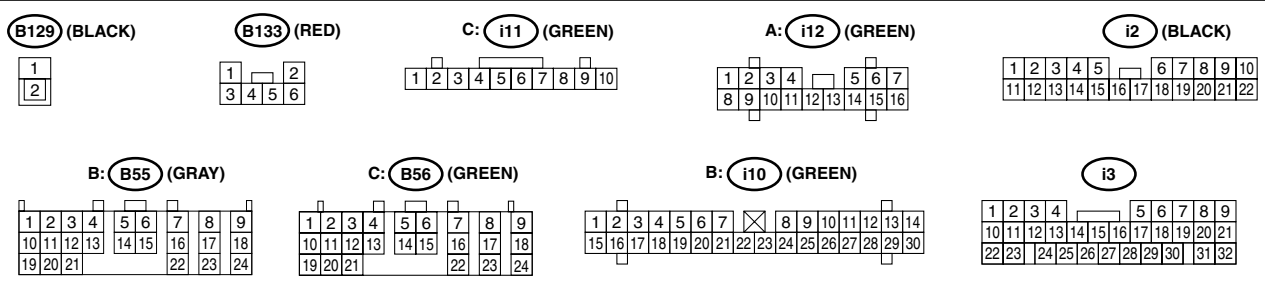 B129 (BLACK) B133 (RED) C: i11 (GREEN) A: i12 (GREEN) i2 (BLACK)
1 1 2 1 2 3 4 5 6 7 8 9 10 1 2 3 4 5 6 7 1 2 3 4 5 6 7 8 9 10
2 3 4 5 6 8 9 10 11 12 13 14 15 16 11 12 13 14 15 16 17 18 19 20 21 22
B: B55 (GRAY) C: B56 (GREEN) B: i10 (GREEN) i3
1 2 3 4 5 6 7 8 9 1 2 3 4 5 6 7 8 9 1 2 3 4 5 6 7 8 9 10 11 12 13 14 1 2 3 4 5 6 7 8 9
10 11 12 13 14 15 16 17 18 10 11 12 13 14 15 16 17 18 15 16 17 18 19 20 21 22 23 24 25 26 27 28 29 30 10 11 12 13 14 15 16 17 18 19 20 21
19 20 21 22 23 24 19 20 21 22 23 24 22 23 24 25 26 27 28 29 30 31 32